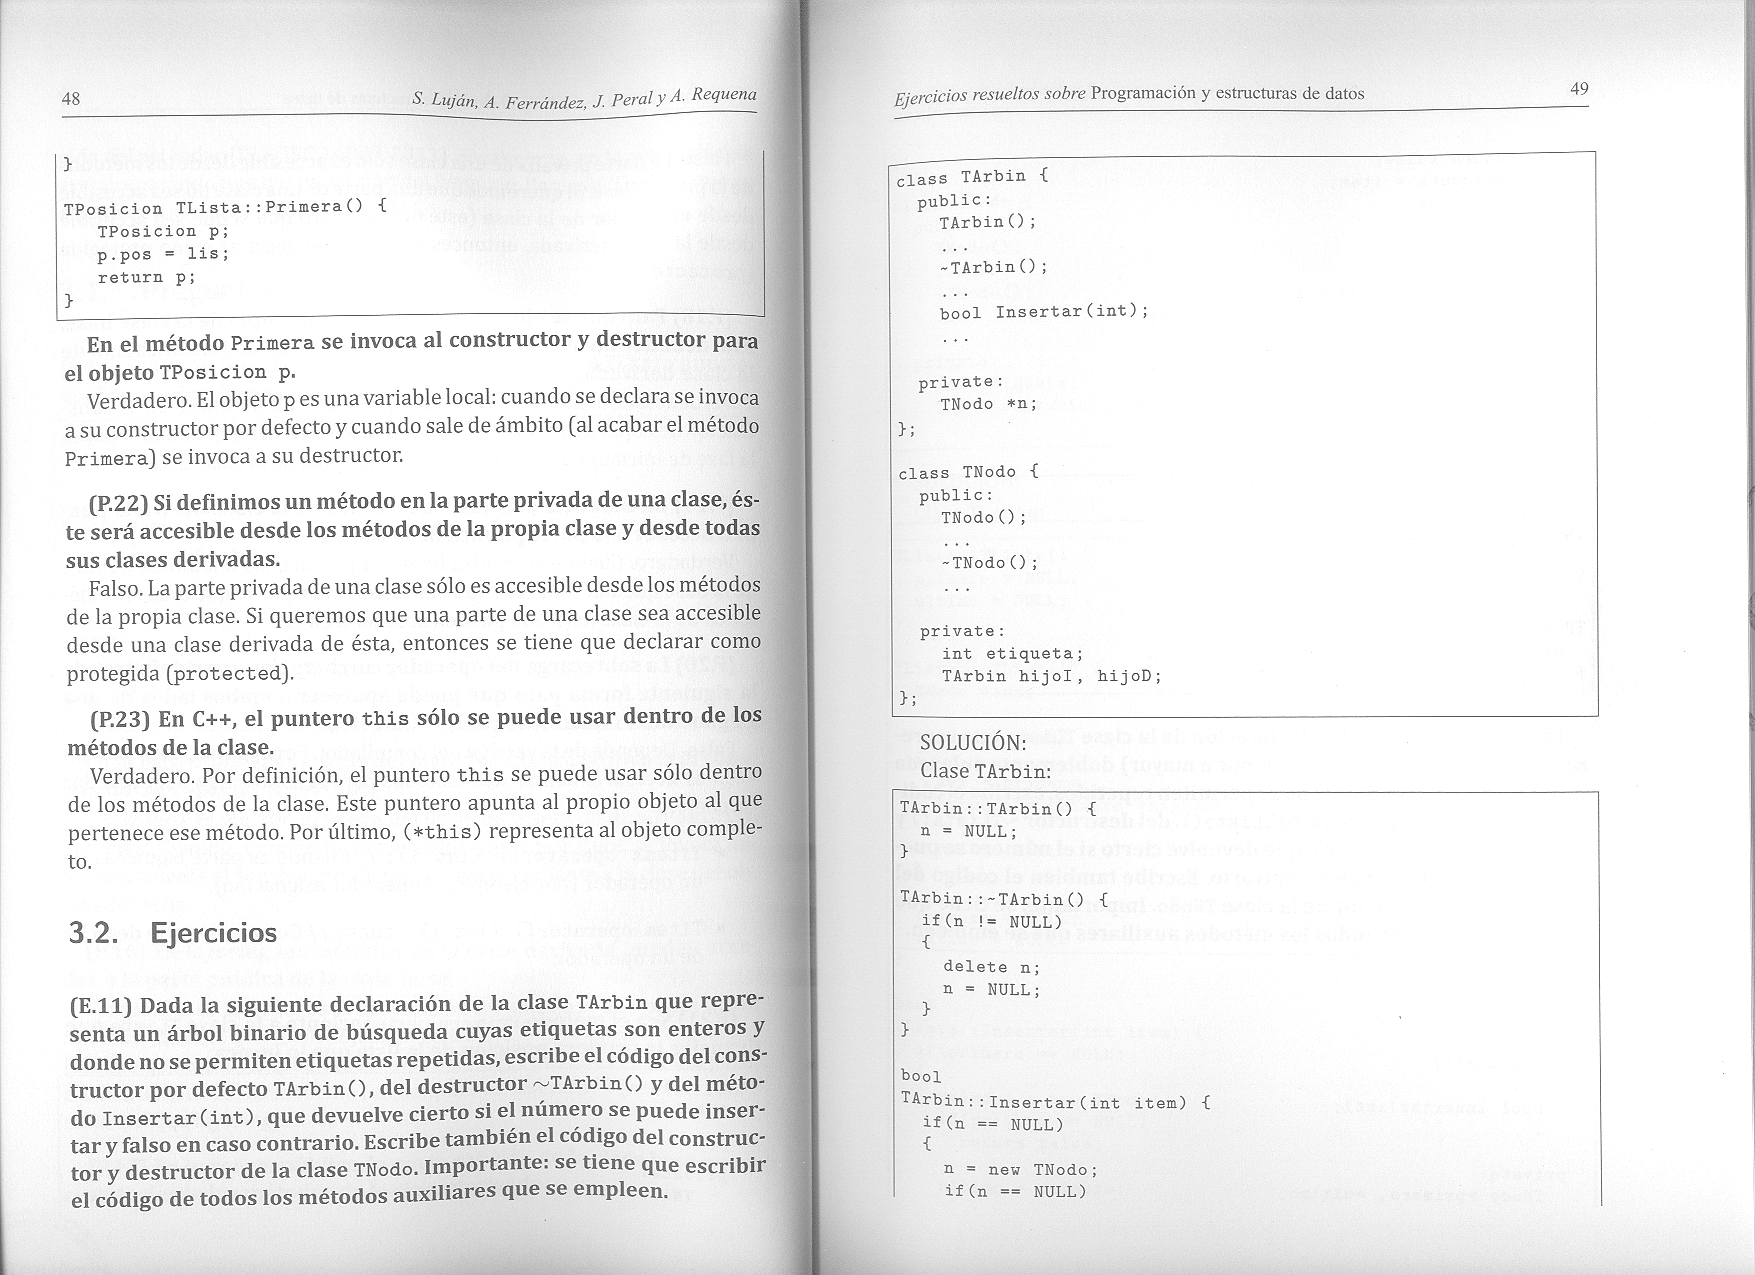 48
S. Luján, A. Ferrández, J. Peral y A. Requena
}
TPosicion TLista::Primera() {
TPosicion p;
p.pos = lis;
return p;
}
En el método Primera se invoca al constructor y destructor para
el objeto TPosicion p.
Verdadero. El objeto p es una variable local: cuando se declara se invoca
a su constructor por defecto y cuando sale de ámbito (al acabar el método
Primera) se invoca a su destructor.
(P.22) Si definimos un método en la parte privada de una clase, és-
te será accesible desde los métodos de la propia clase y desde todas
sus clases derivadas.
Falso. La parte privada de una clase sólo es accesible desde los métodos
de la propia clase. Si queremos que una parte de una clase sea accesible
desde una clase derivada de ésta, entonces se tiene que declarar como
protegida (protected).
(P.23) En C++, el puntero this sólo se puede usar dentro de los
métodos de la clase.
Verdadero. Por definición, el puntero this se puede usar sólo dentro
de los métodos de la clase. Este puntero apunta al propio objeto al que
pertenece ese método. Por último, (*this) representa al objeto comple-
to.
3.2. Ejercicios
(E.11) Dada la siguiente declaración de la clase TArbin que repre-
senta un árbol binario de búsqueda cuyas etiquetas son enteros y
donde no se permiten etiquetas repetidas, escribe el código del cons-
tructor por defecto TArbin(), del destructor ~TArbin() y del méto-
do Insertar(int), que devuelve cierto si el número se puede inser-
tar y falso en caso contrario. Escribe también el código del construc-
tor y destructor de la clase TNodo. Importante: se tiene que escribir
el código de todos los métodos auxiliares que se empleen.
Ejercicios resueltos sobre Programación y estructuras de datos
49
class TArbin {
public:
TArbin();
...
~TArbin();
...
bool Insertar(int);
...
private:
TNodo *n;
};
class TNodo {
public:
TNodo();
...
~TNodo();
...
private:
int etiqueta;
TArbin hijoI, hijoD;
};
SOLUCIÓN:
Clase TArbin:
TArbin::TArbin() {
n = NULL;
}
TArbin::~TArbin() {
if(n != NULL)
{
delete n;
n = NULL;
}
}
bool
TArbin::Insertar(int item) {
if(n == NULL)
{
n = new TNodo;
if(n == NULL)